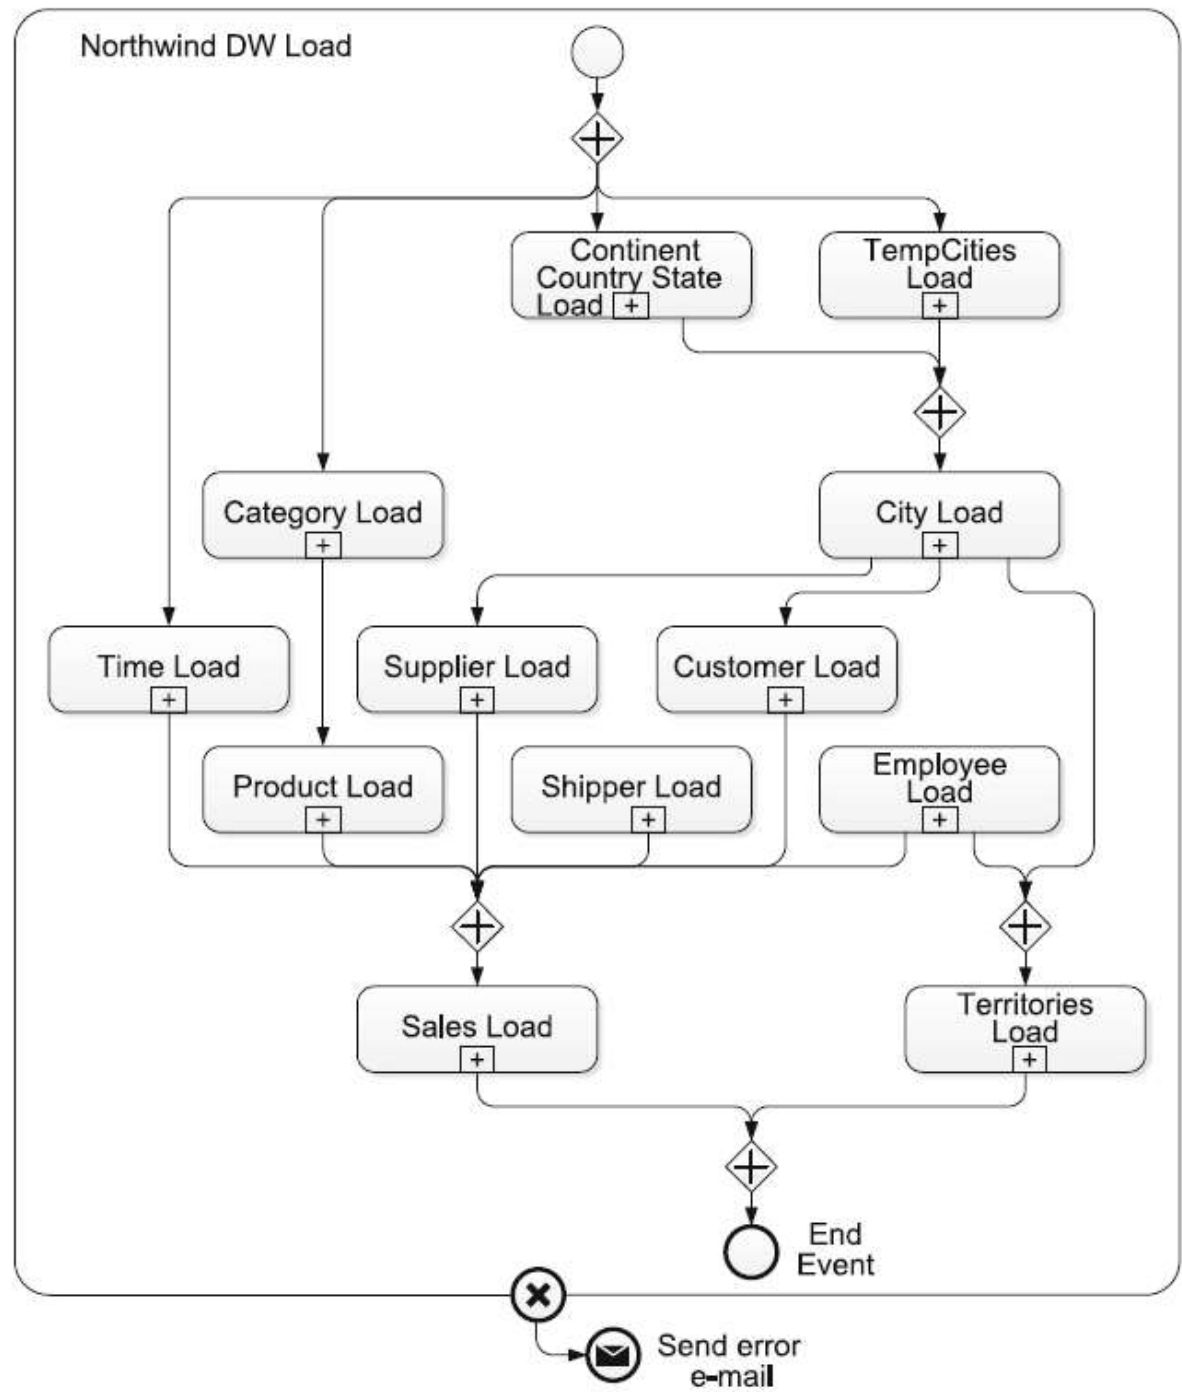 Northwind DW Load
Continent
Country State
Load
TempCities
Load
Category Load
City Load
Time Load
Supplier Load
Customer Load
Product Load
Shipper Load
Employee
Load
Sales Load
Territories
Load
End
Event
Send error
e-mail